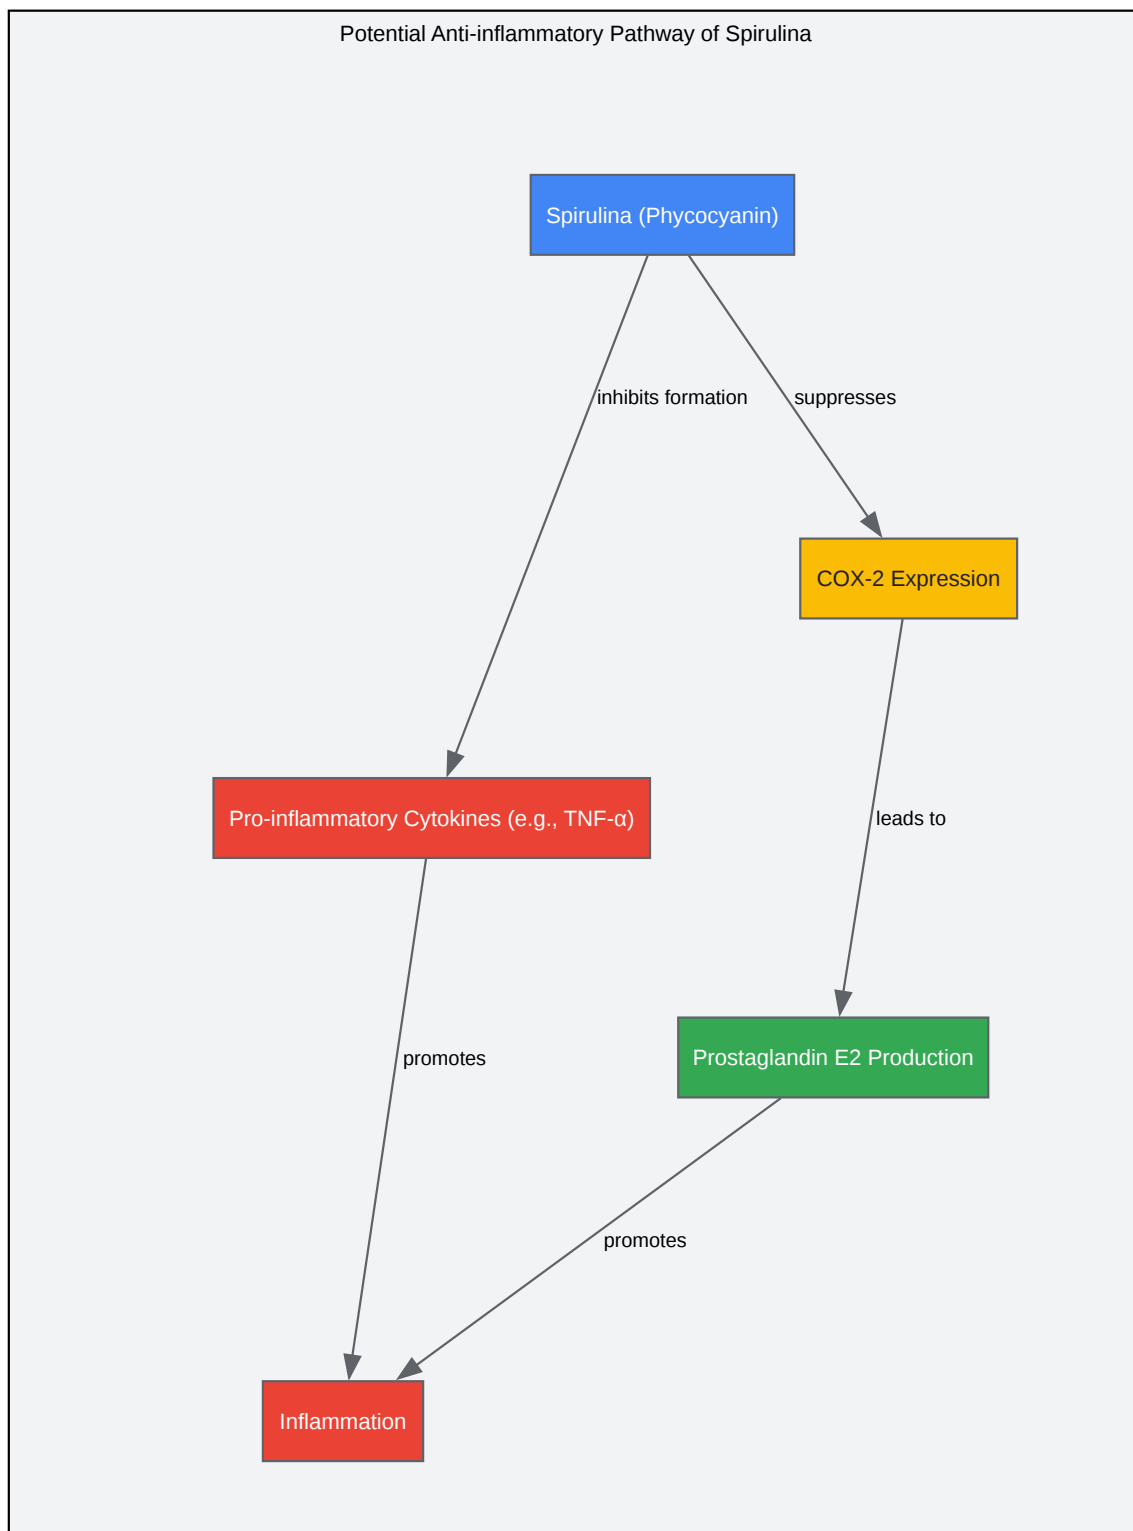 Potential Anti-inflammatory Pathway of Spirulina
Spirulina (Phycocyanin)
inhibits formation
suppresses
COX-2 Expression
Pro-inflammatory Cytokines (e.g., TNF-α)
leads to
Prostaglandin E2 Production
promotes
promotes
Inflammation